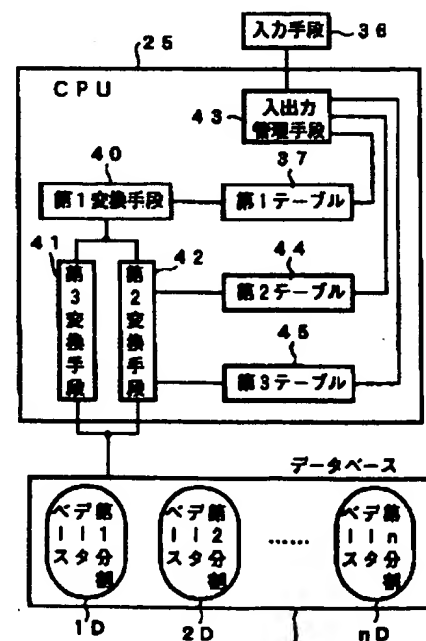 入力手段
36
25
CPU
43
入出力
管理手段
40
第1変換手段
37
第1テーブル
41
第3変換手段
42
第2変換手段
44
第2テーブル
45
第3テーブル
データベース
第1分割
データ
ベース
第2分割
データ
ベース
……
第n分割
データ
ベース
1D
2D
nD